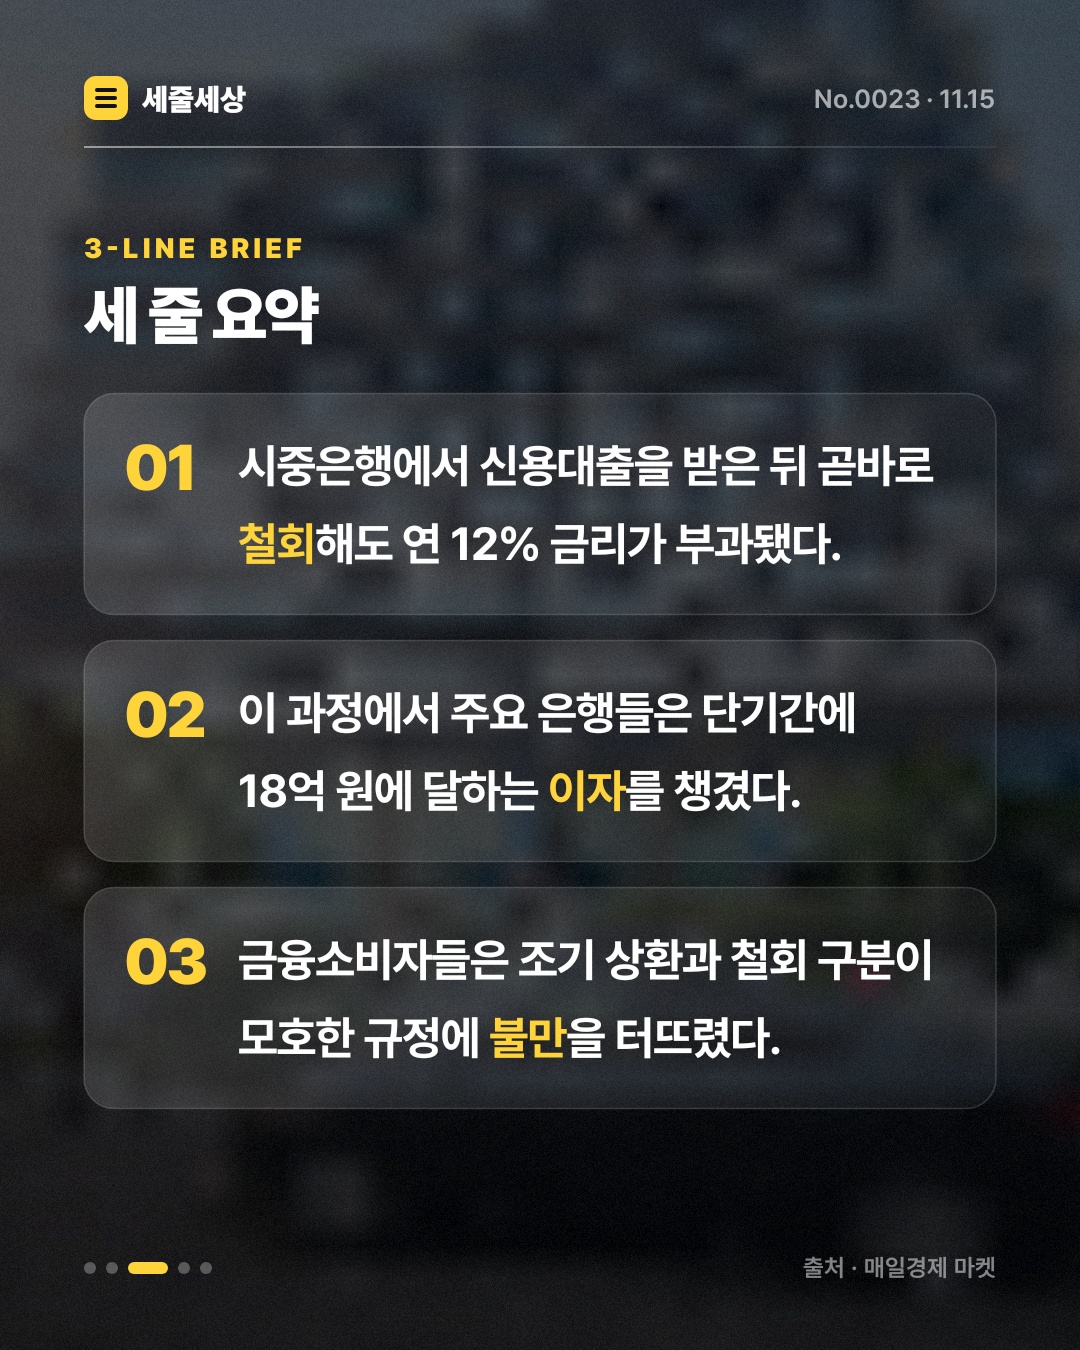 세줄세상
No.0023 · 11.15
3-LINE BRIEF
세 줄 요약
01
시중은행에서 신용대출을 받은 뒤 곧바로
철회해도 연 12% 금리가 부과됐다.
02
이 과정에서 주요 은행들은 단기간에
18억 원에 달하는 이자를 챙겼다.
03
금융소비자들은 조기 상환과 철회 구분이
모호한 규정에 불만을 터뜨렸다.
출처 · 매일경제 마켓